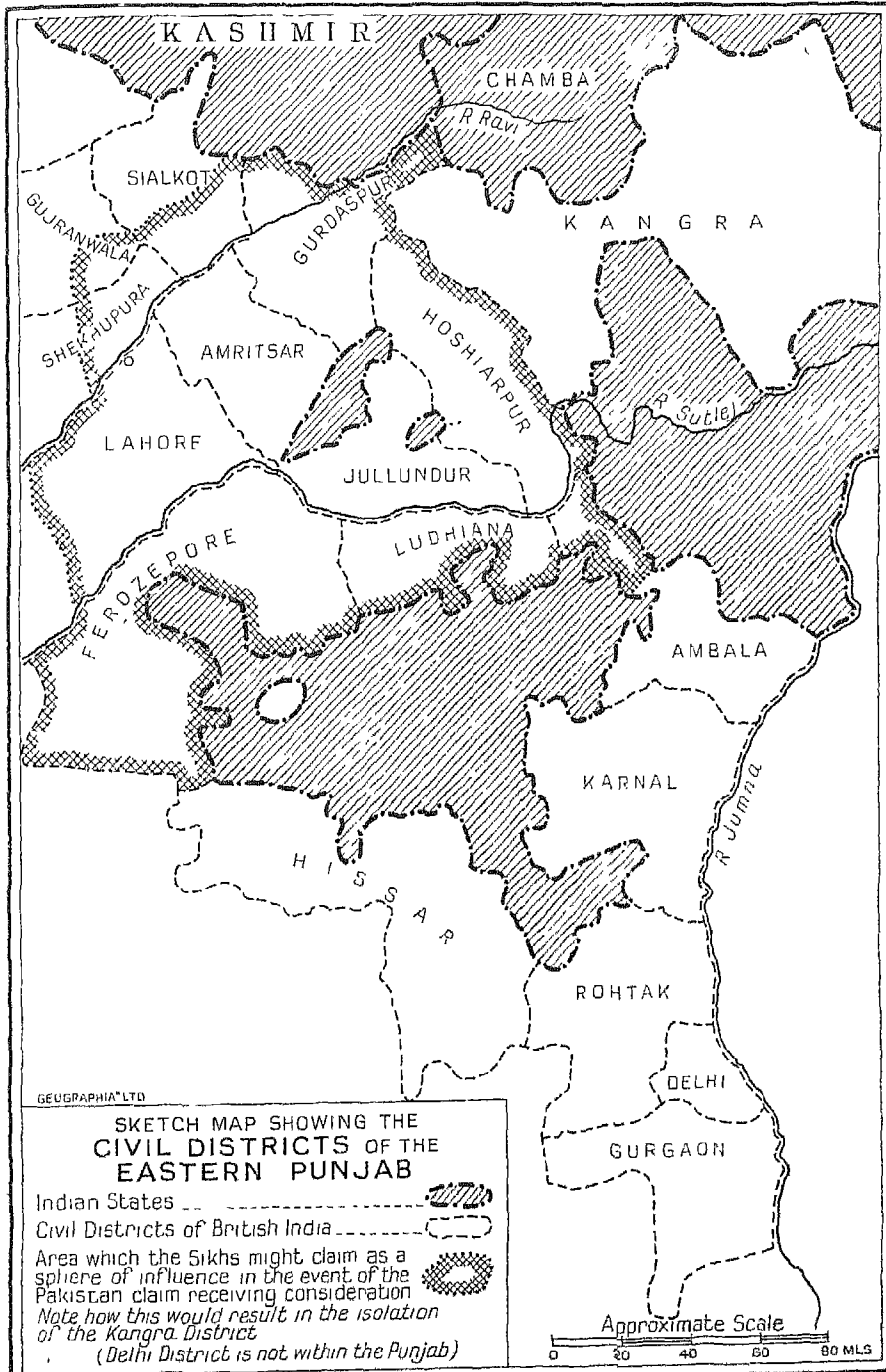 KASHMIR
CHAMBA
R Ravi
SIALKOT
GUJRANWALA
GURDASPUR
KANGRA
SHEKHUPURA
HOSHIARPUR
AMRITSAR
R Sutlej
LAHORE
JULLUNDUR
LUDHIANA
FEROZEPORE
AMBALA
KARNAL
R Jumna
HISSAR
ROHTAK
DELHI
GURGAON
GEOGRAPHIA" LTD
SKETCH MAP SHOWING THE
CIVIL DISTRICTS OF THE
EASTERN PUNJAB
Indian States
Civil Districts of British India
Area which the Sikhs might claim as a
sphere of influence in the event of the
Pakistan claim receiving consideration
Note how this would result in the isolation
of the Kangra District
(Delhi District is not within the Punjab)
Approximate Scale
0 20 40 60 80 MLS